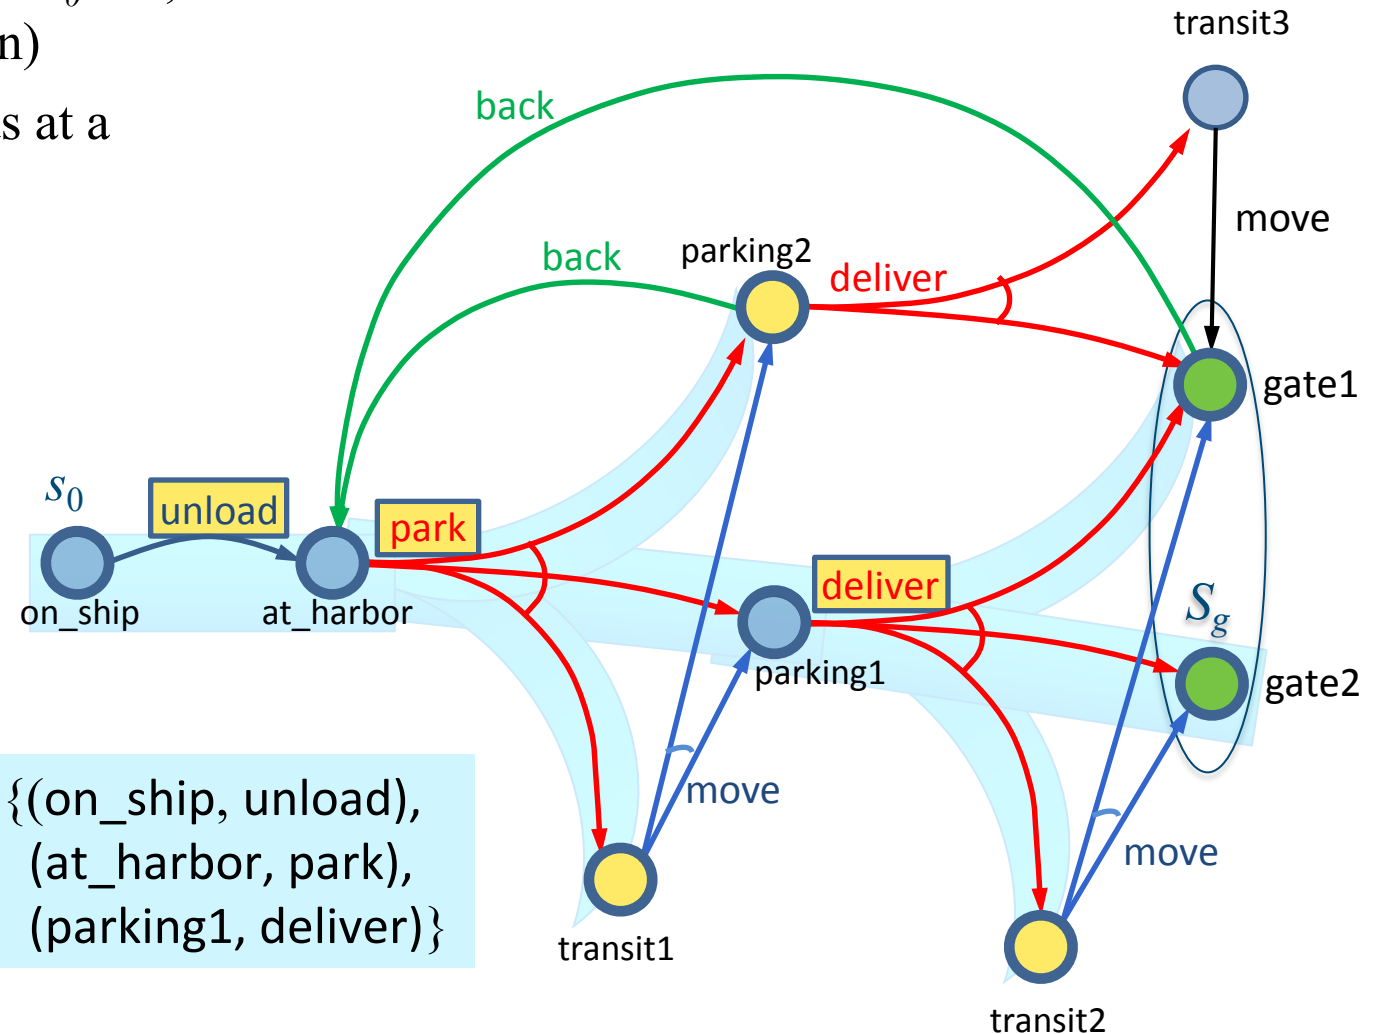 n)
s at a
transit3
back
move
parking2
back
deliver
gate1
s0
unload
park
on_ship
at_harbor
deliver
Sg
parking1
gate2
{(on_ship, unload),
(at_harbor, park),
(parking1, deliver)}
move
move
transit1
transit2